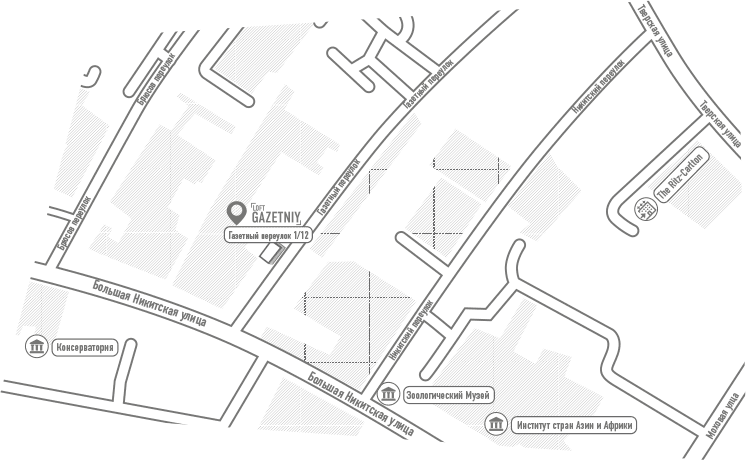 Тверская улица
Брюсов переулок
Газетный переулок
Никитский переулок
Тверская улица
The Ritz-Carlton
Газетный переулок
Брюсов переулок
LOFT
GAZETNIY
Газетный переулок 1/12
Большая Никитская улица
Никитский переулок
Консерватория
Большая Никитская улица
Зоологический Музей
Институт стран Азии и Африки
Моховая улца